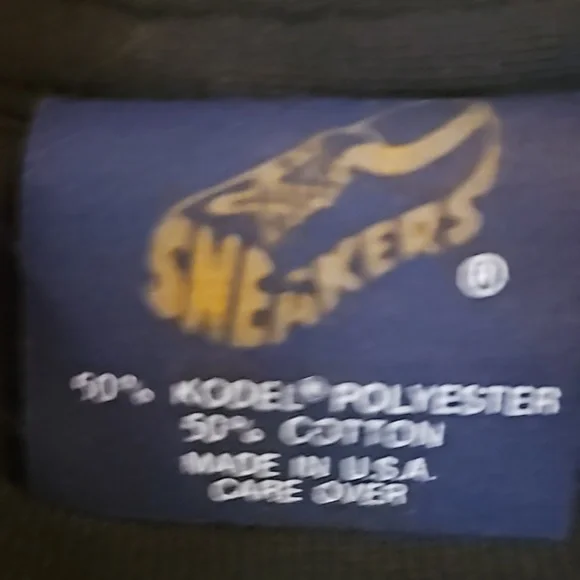 SNEAKERS ®
50% KODEL® POLYESTER
50% COTTON
MADE IN U.S.A.
CARE OVER